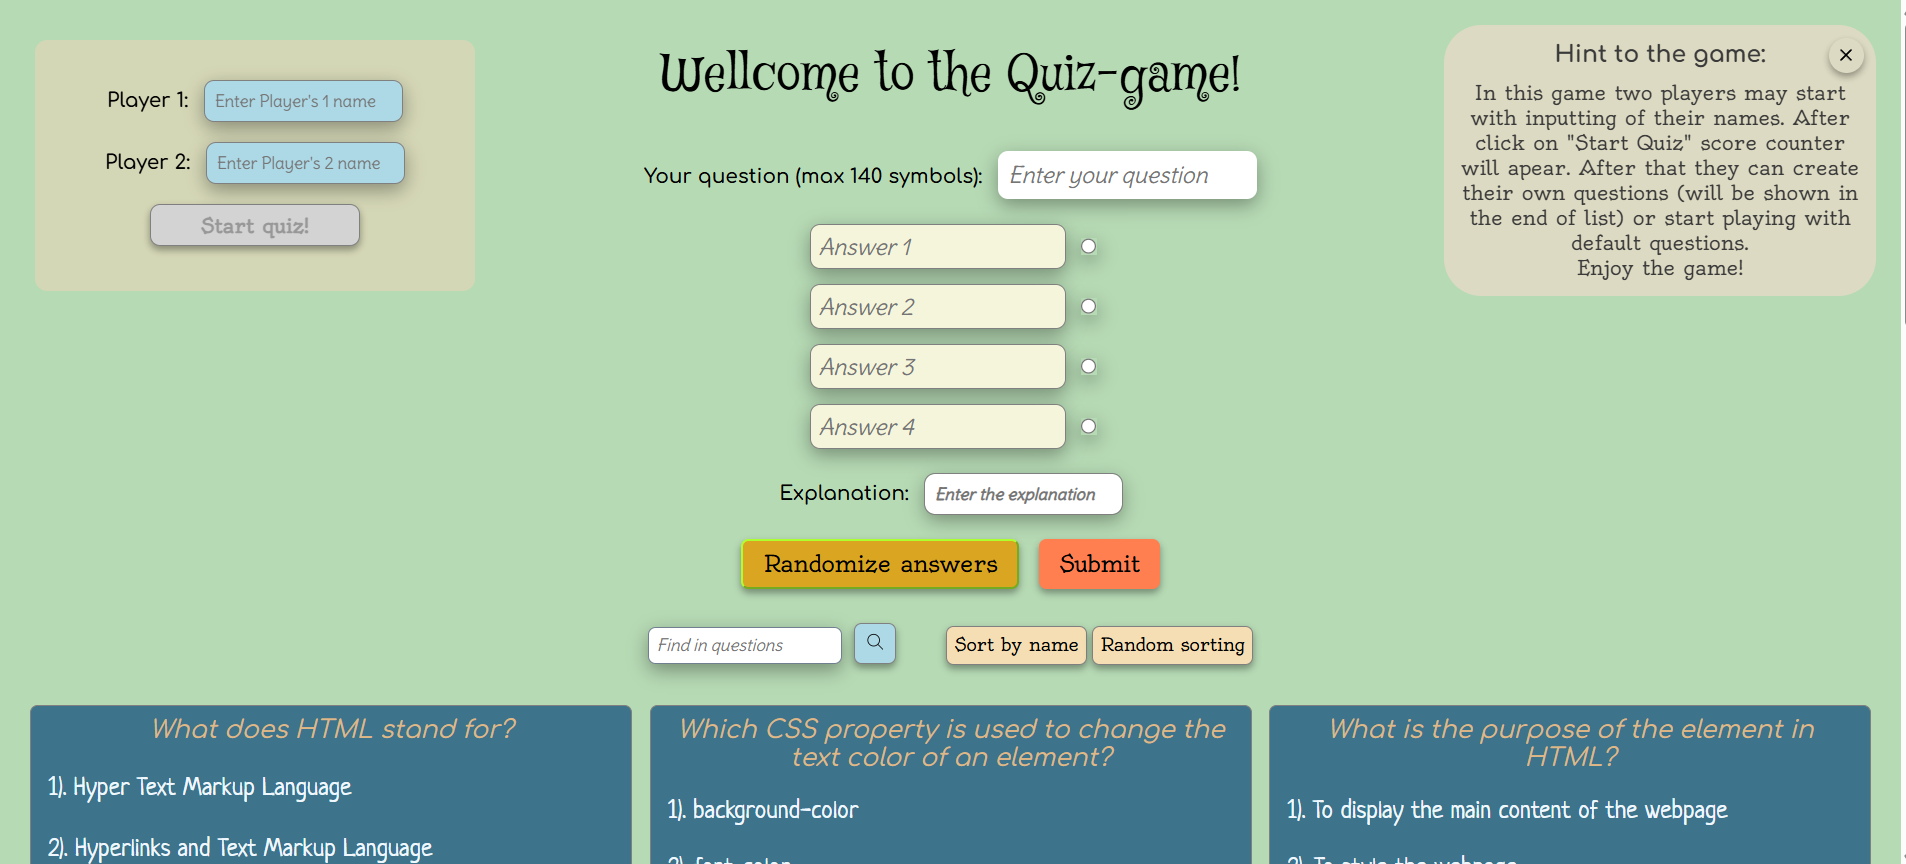 Player 1: Enter Player's 1 name
Player 2: Enter Player's 2 name
Start quiz!
Wellcome to the Quiz-game!
Your question (max 140 symbols): Enter your question
Answer 1
Answer 2
Answer 3
Answer 4
Explanation: Enter the explanation
Randomize answers Submit
Find in questions Sort by name Random sorting
Hint to the game:
In this game two players may start
with inputting of their names. After
click on "Start Quiz" score counter
will apear. After that they can create
their own questions (will be shown in
the end of list) or start playing with
default questions.
Enjoy the game!
What does HTML stand for?
1). Hyper Text Markup Language
2). Hyperlinks and Text Markup Language
Which CSS property is used to change the
text color of an element?
1). background-color
2). font-color
What is the purpose of the element in
HTML?
1). To display the main content of the webpage
2). To style the webpage